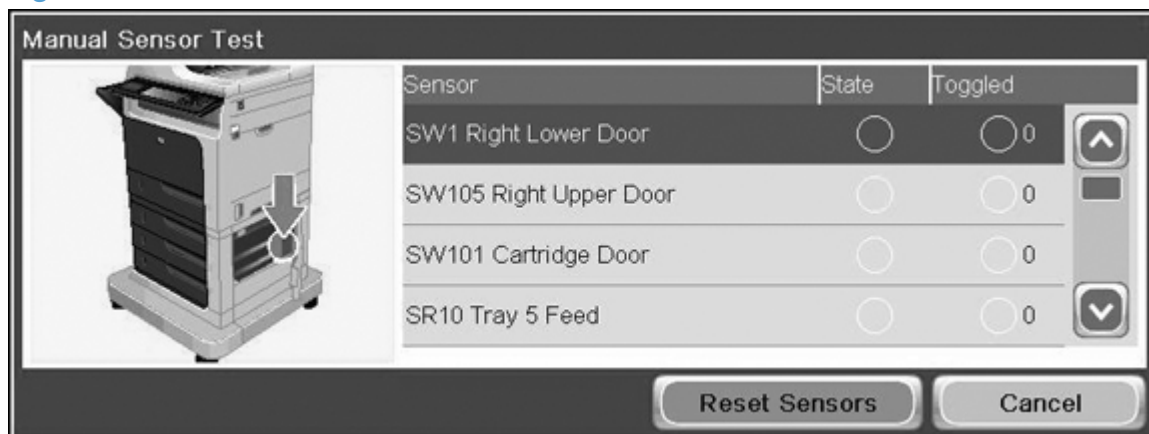 Manual Sensor Test
Sensor State Toggled
SW1 Right Lower Door 0
SW105 Right Upper Door 0
SW101 Cartridge Door 0
SR10 Tray 5 Feed 0
Reset Sensors Cancel